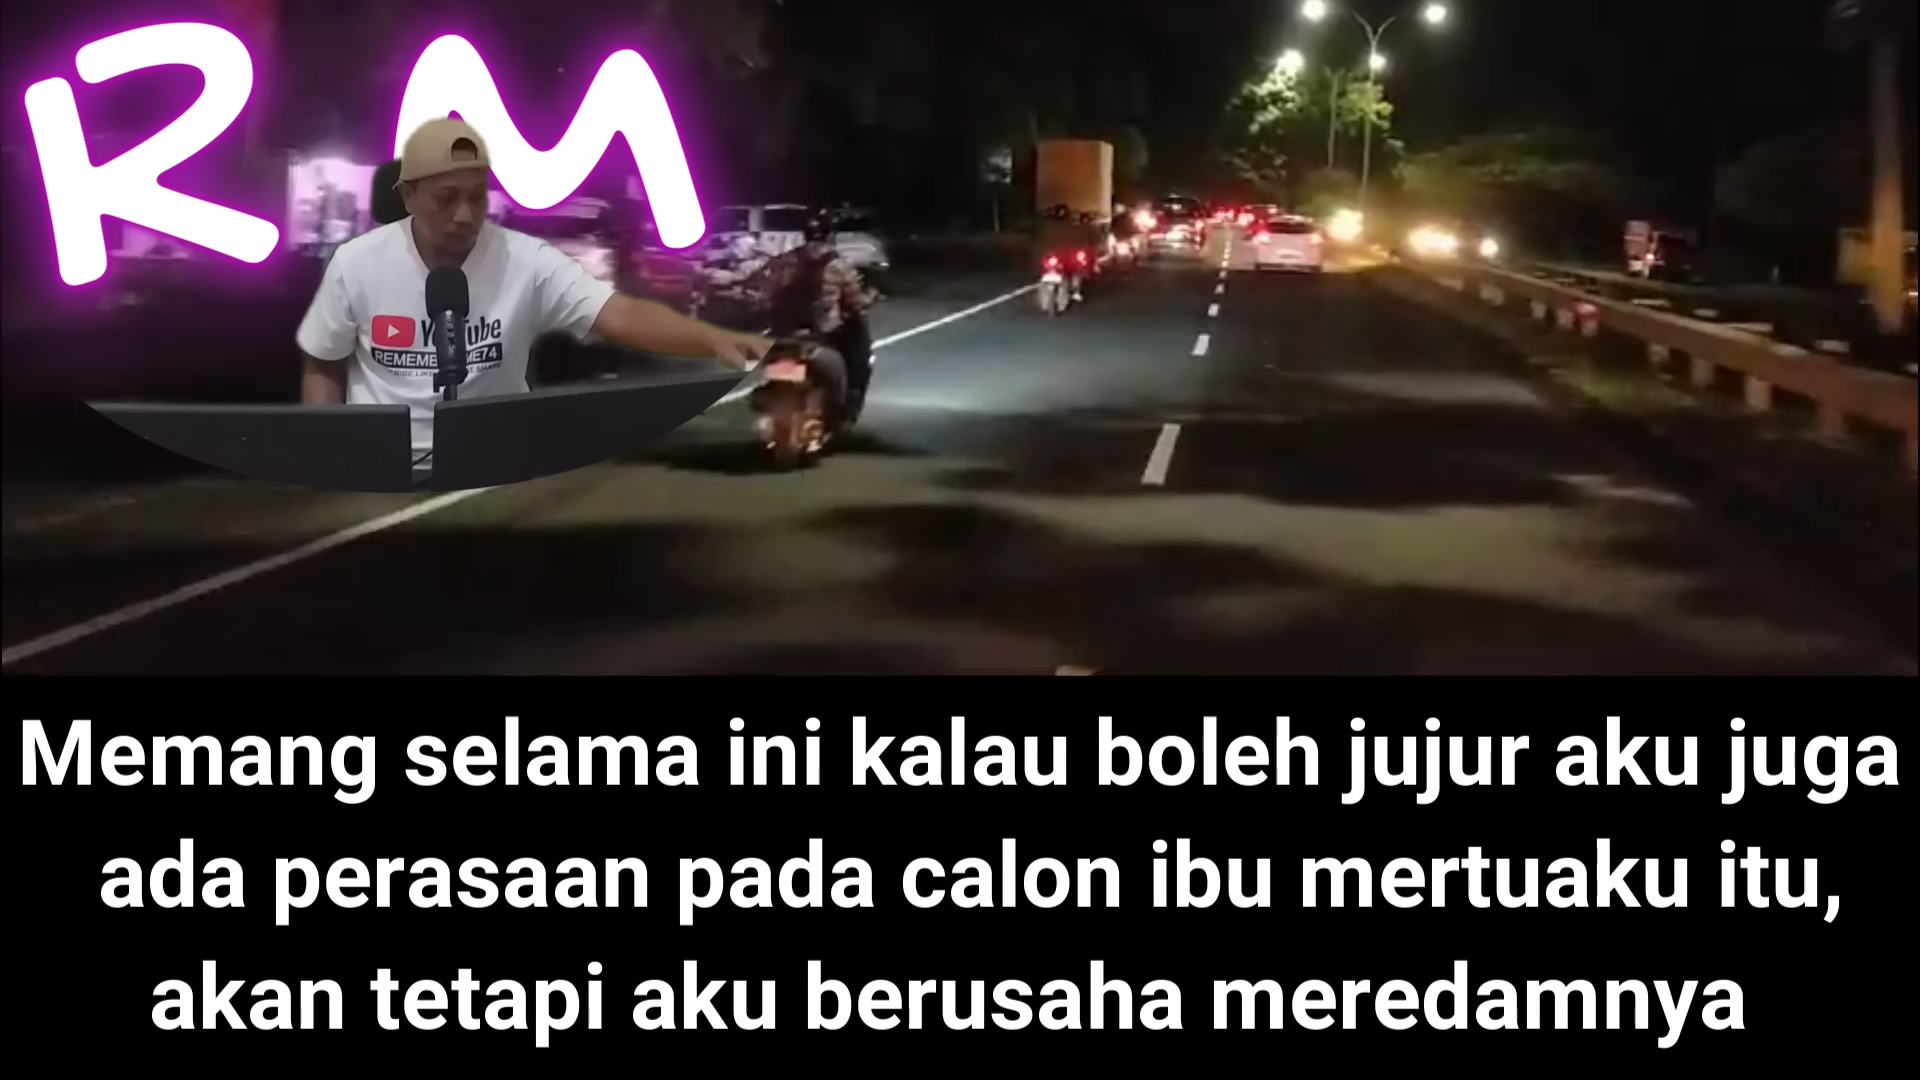 R M
YouTube
Memang selama ini kalau boleh jujur aku juga
ada perasaan pada calon ibu mertuaku itu,
akan tetapi aku berusaha meredamnya